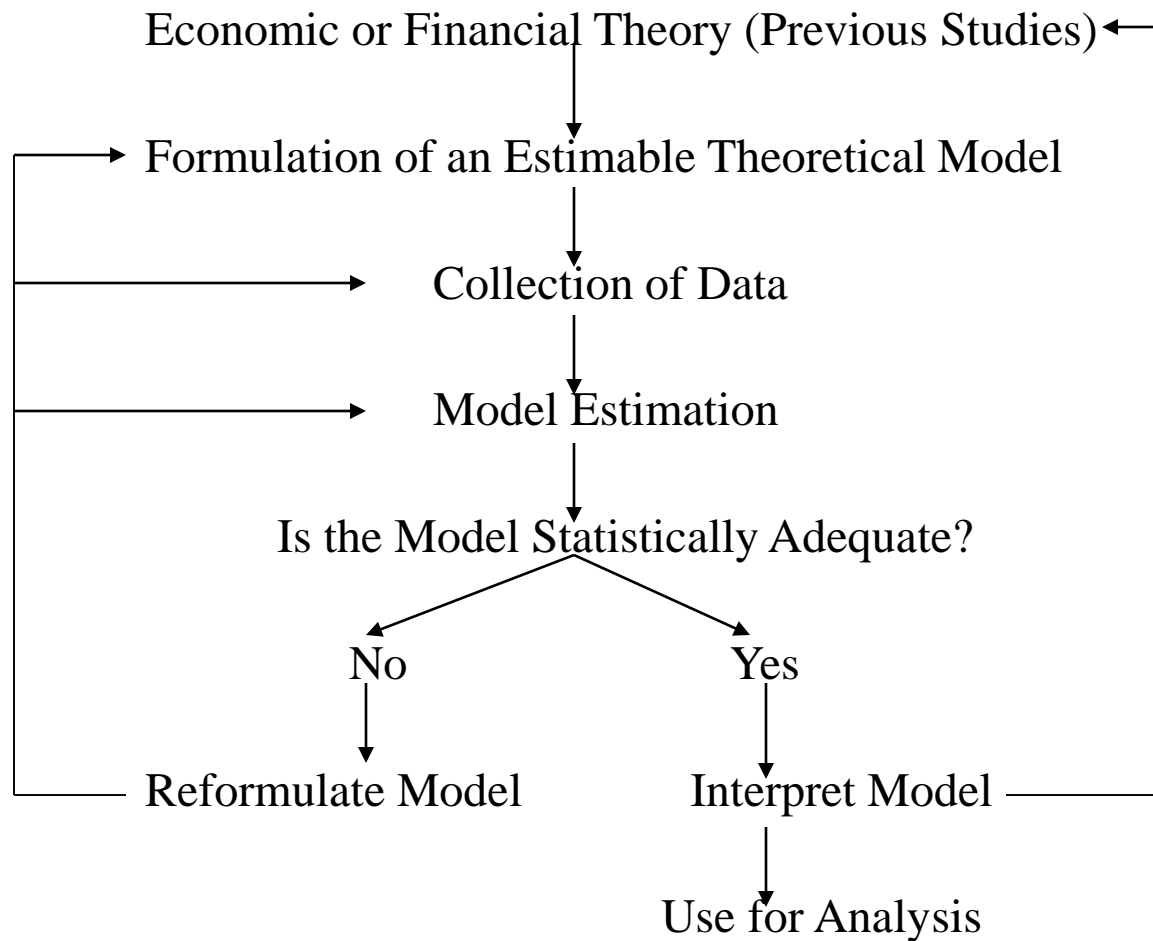 Economic or Financial Theory (Previous Studies)
Formulation of an Estimable Theoretical Model
Collection of Data
Model Estimation
Is the Model Statistically Adequate?
No
Yes
Reformulate Model
Interpret Model
Use for Analysis